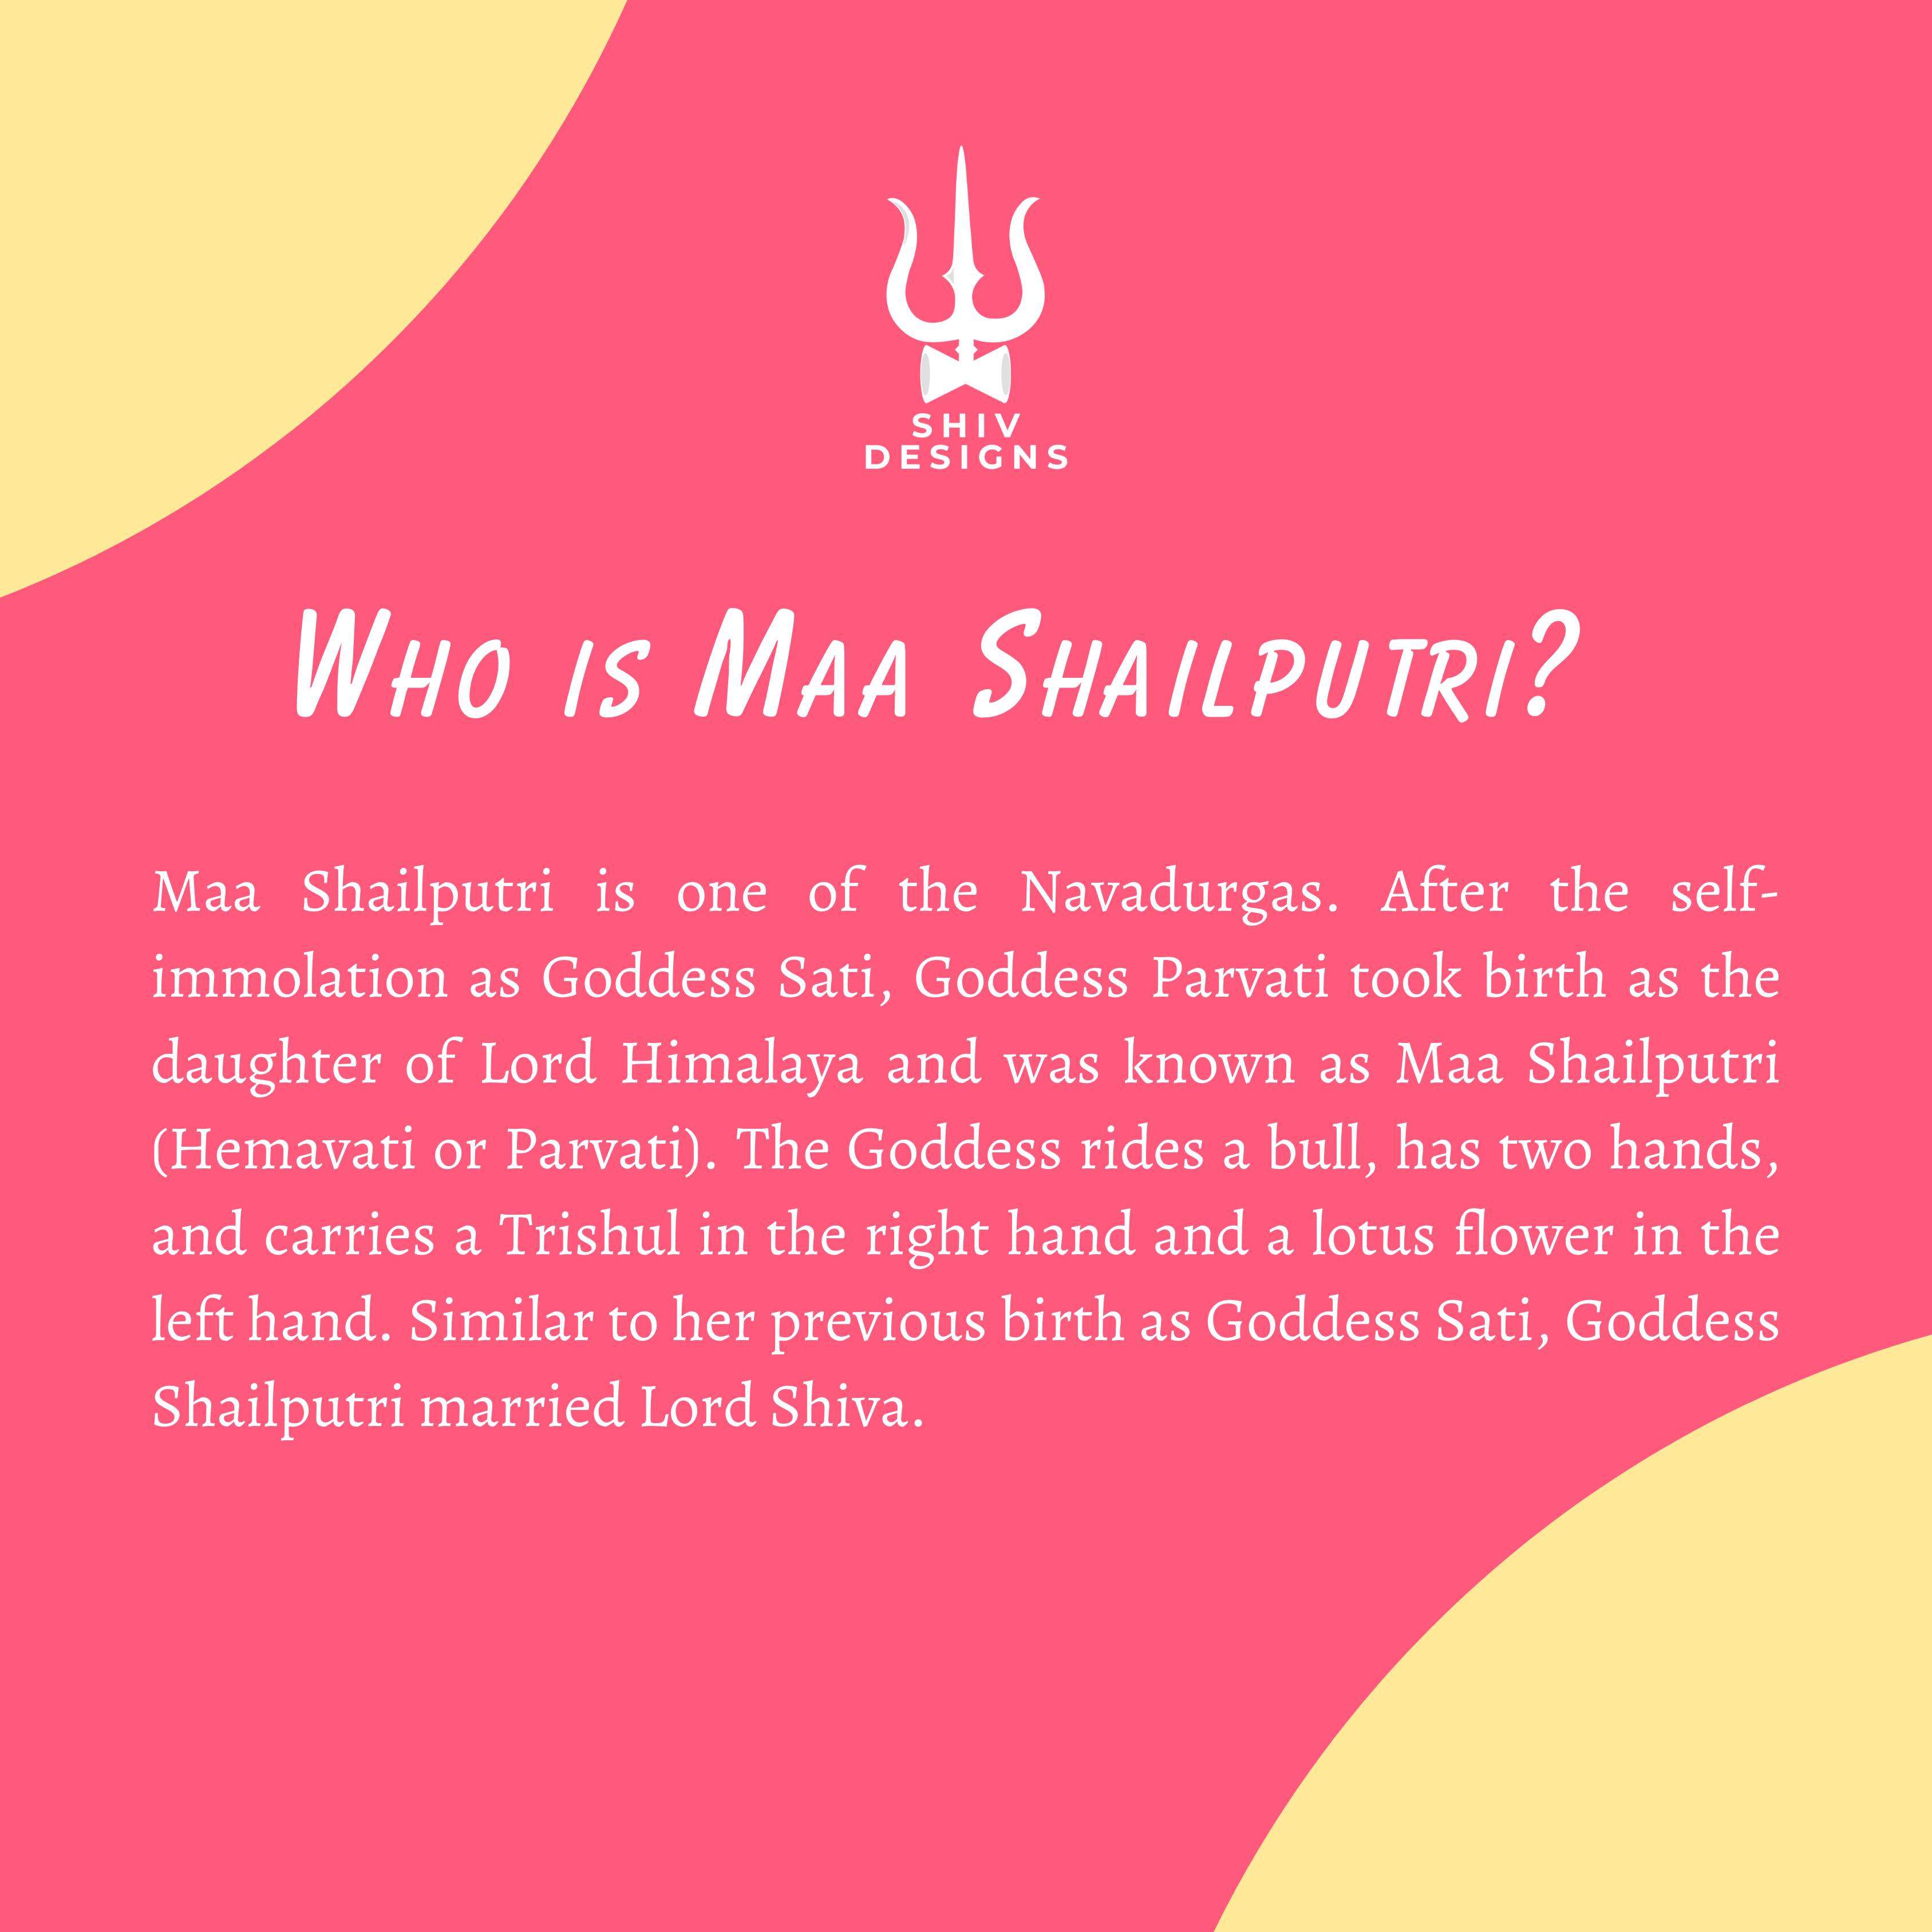 SHIV
DESIGNS
Who is Maa Shailputri?
Maa Shailputri is one of the Navadurgas. After the self-
immolation as Goddess Sati, Goddess Parvati took birth as the
daughter of Lord Himalaya and was known as Maa Shailputri
(Hemavati or Parvati). The Goddess rides a bull, has two hands,
and carries a Trishul in the right hand and a lotus flower in the
left hand. Similar to her previous birth as Goddess Sati, Goddess
Shailputri married Lord Shiva.